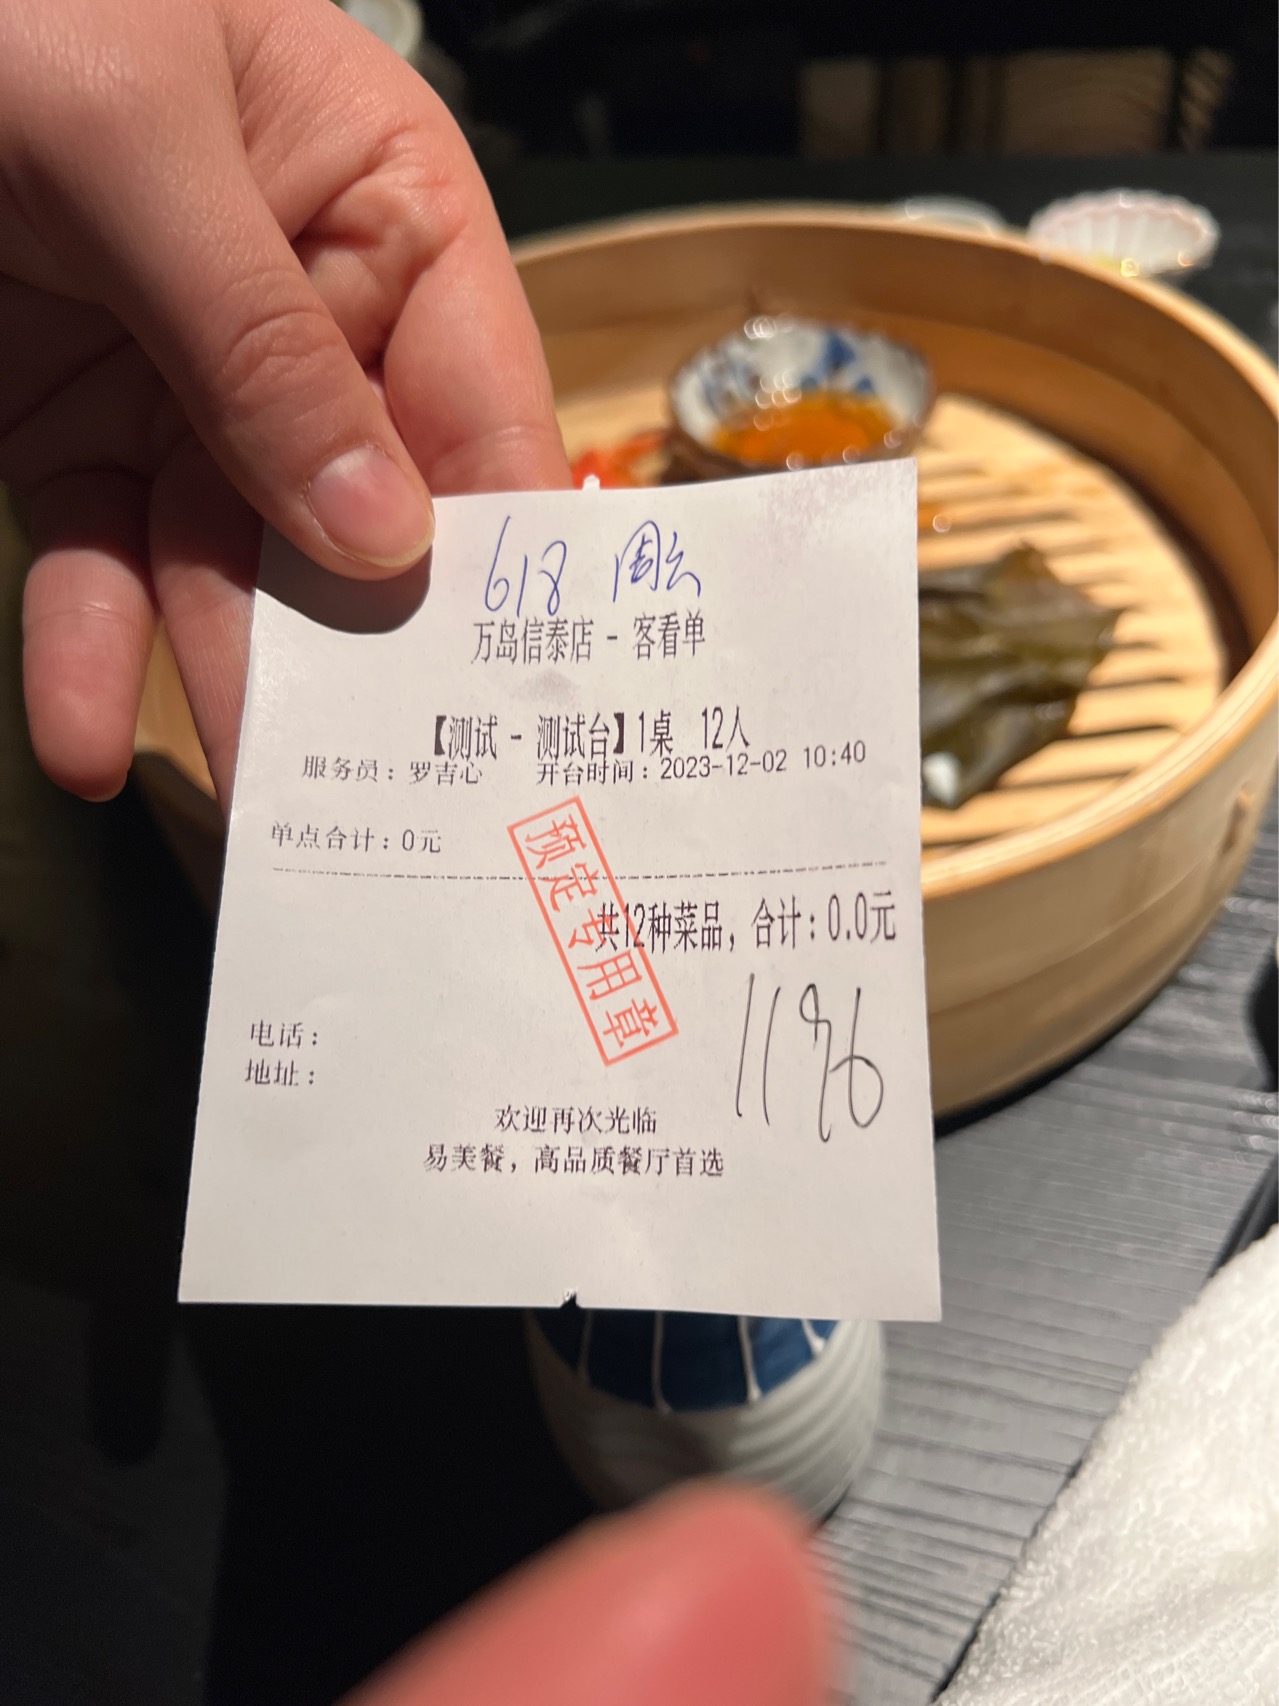 618 周六
万岛信泰店 - 客看单
【测试 - 测试台】1桌 12人
服务员：罗吉心 开台时间：2023-12-02 10:40
单点合计：0元
预定专用章
共12种菜品，合计：0.0元
1196
电话：
地址：
欢迎再次光临
易美餐，高品质餐厅首选